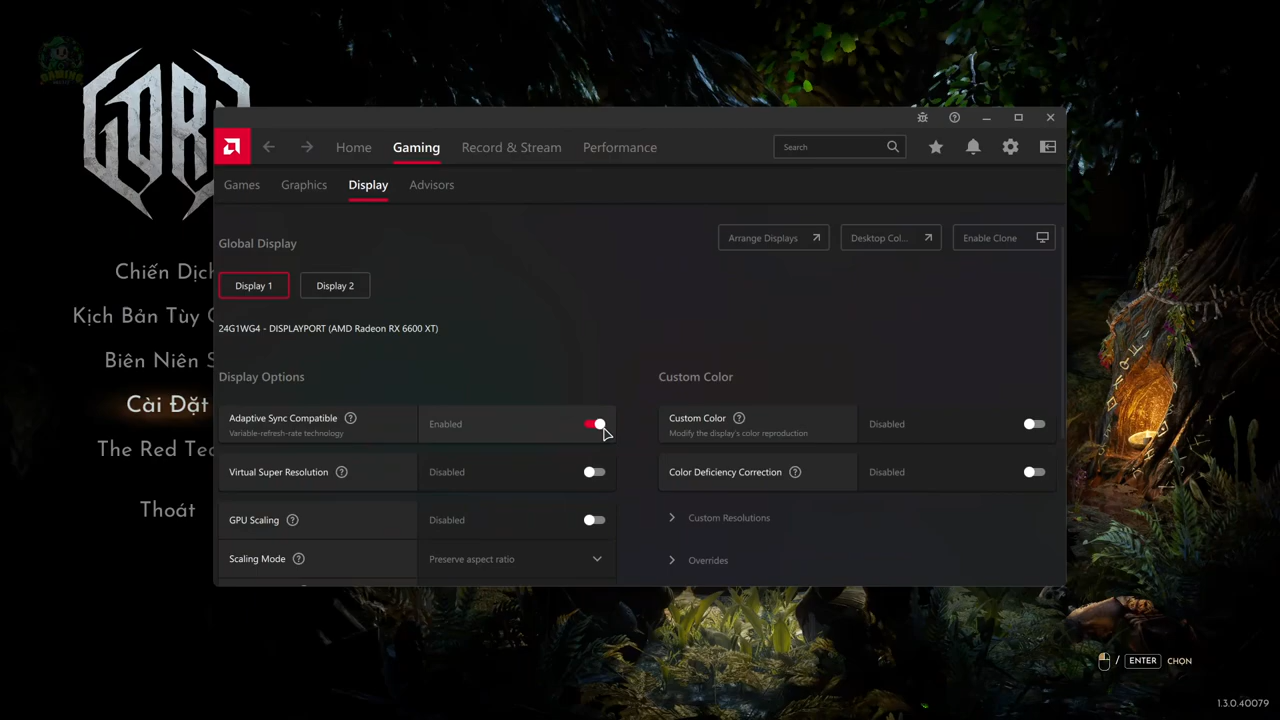 GAMING
Home
Gaming
Record & Stream
Performance
Search
Games
Graphics
Display
Advisors
Global Display
Arrange Displays
Desktop Col...
Enable Clone
Display 1
Display 2
24G1WG4 - DISPLAYPORT (AMD Radeon RX 6600 XT)
Display Options
Custom Color
Adaptive Sync Compatible
Variable-refresh-rate technology
Enabled
Custom Color
Modify the display's color reproduction
Disabled
Virtual Super Resolution
Disabled
Color Deficiency Correction
Disabled
GPU Scaling
Disabled
Custom Resolutions
Scaling Mode
Preserve aspect ratio
Overrides
Chiến Dịch
Kịch Bản Tùy
Biên Niên S
Cài Đặt
The Red Te
Thoát
/ ENTER CHỌN
1.3.0.40079